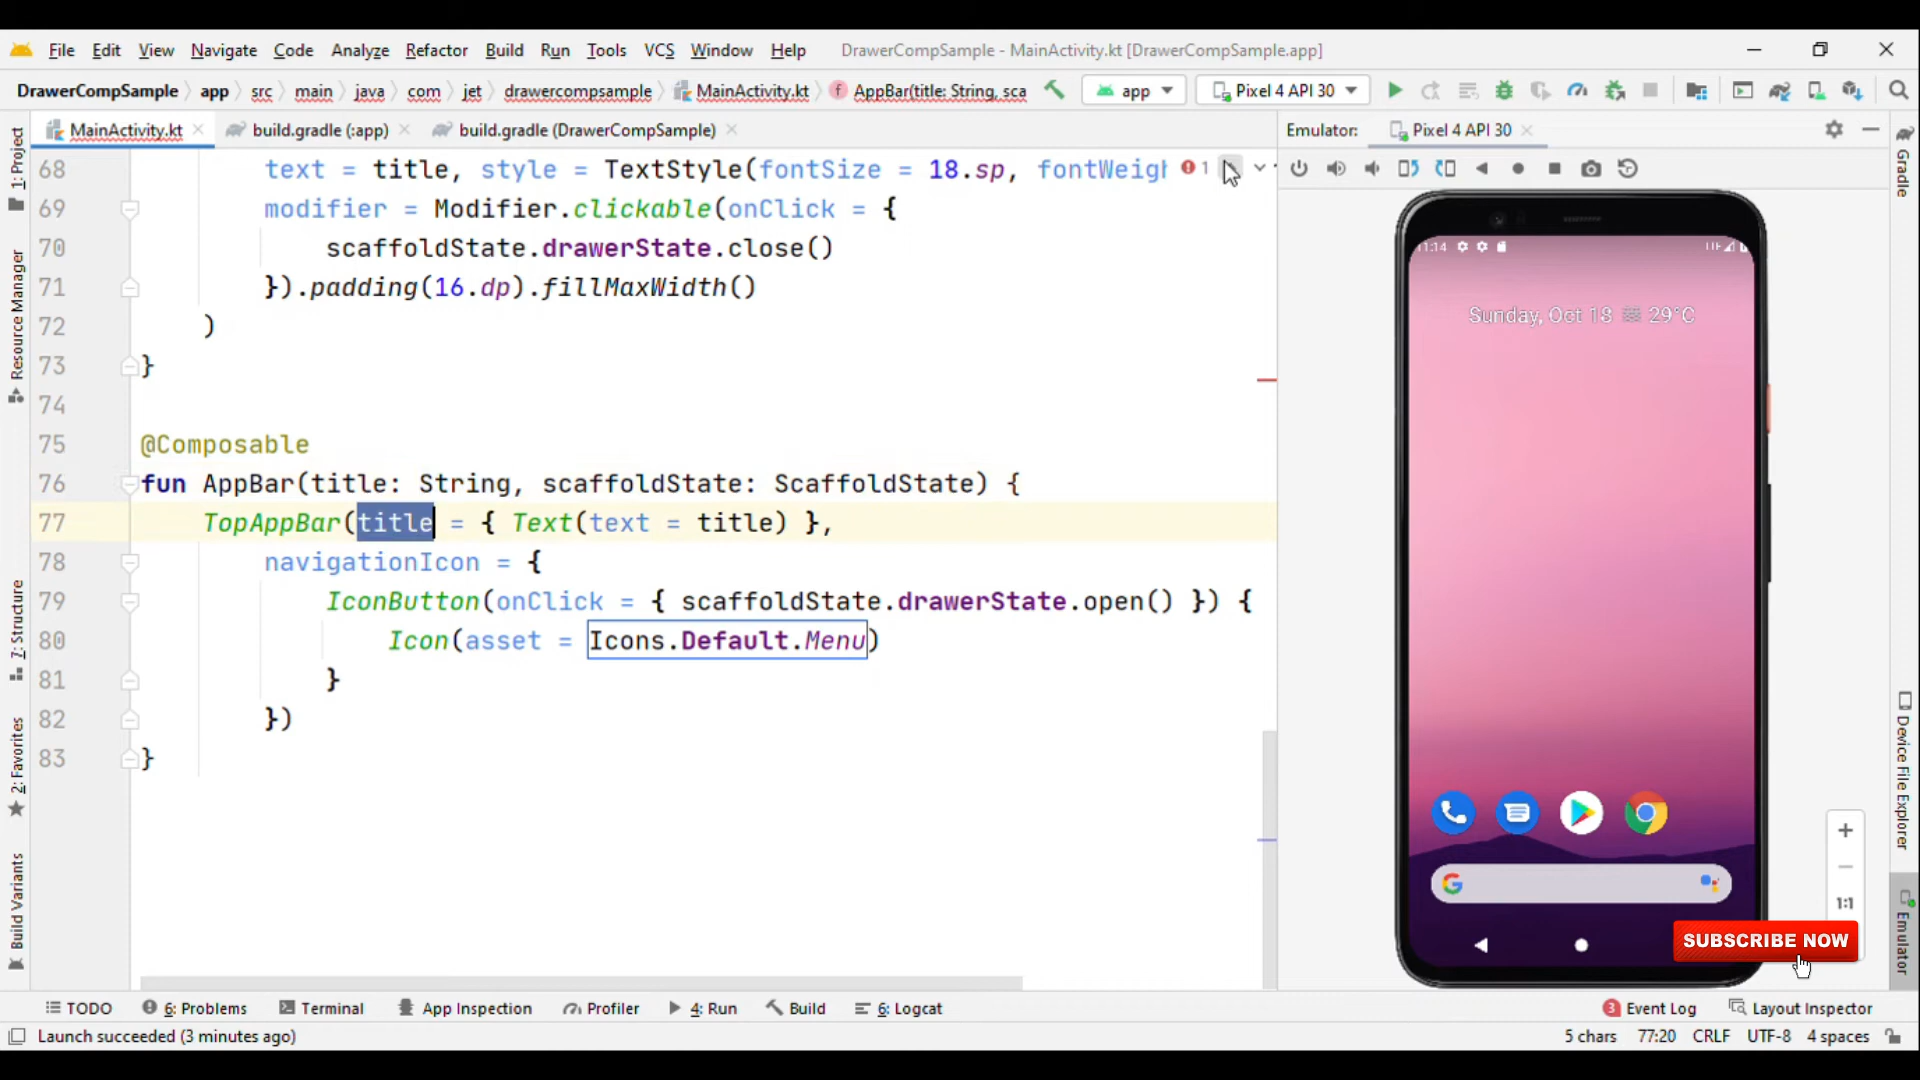 File Edit View Navigate Code Analyze Refactor Build Run Tools VCS Window Help DrawerCompSample - MainActivity.kt [DrawerCompSample.app]
DrawerCompSample app src main java com jet drawercompsample MainActivity.kt AppBar(title: String, sca app Pixel 4 API 30
MainActivity.kt build.gradle (:app) build.gradle (DrawerCompSample) Emulator: Pixel 4 API 30
68 text = title, style = TextStyle(fontSize = 18.sp, fontWeigh 1
69 modifier = Modifier.clickable(onClick = {
70 scaffoldState.drawerState.close()
71 }).padding(16.dp).fillMaxWidth()
72 )
73 }
74
75 @Composable
76 fun AppBar(title: String, scaffoldState: ScaffoldState) {
77 TopAppBar(title = { Text(text = title) },
78 navigationIcon = {
79 IconButton(onClick = { scaffoldState.drawerState.open() }) {
80 Icon(asset = Icons.Default.Menu)
81 }
82 })
83 }
1: Project
Resource Manager
7: Structure
2: Favorites
Build Variants
11:14
Sunday, Oct 18 29°C
1:1
SUBSCRIBE NOW
Gradle
Device File Explorer
Emulator
TODO 6: Problems Terminal App Inspection Profiler 4: Run Build 6: Logcat 3 Event Log Layout Inspector
Launch succeeded (3 minutes ago) 5 chars 77:20 CRLF UTF-8 4 spaces